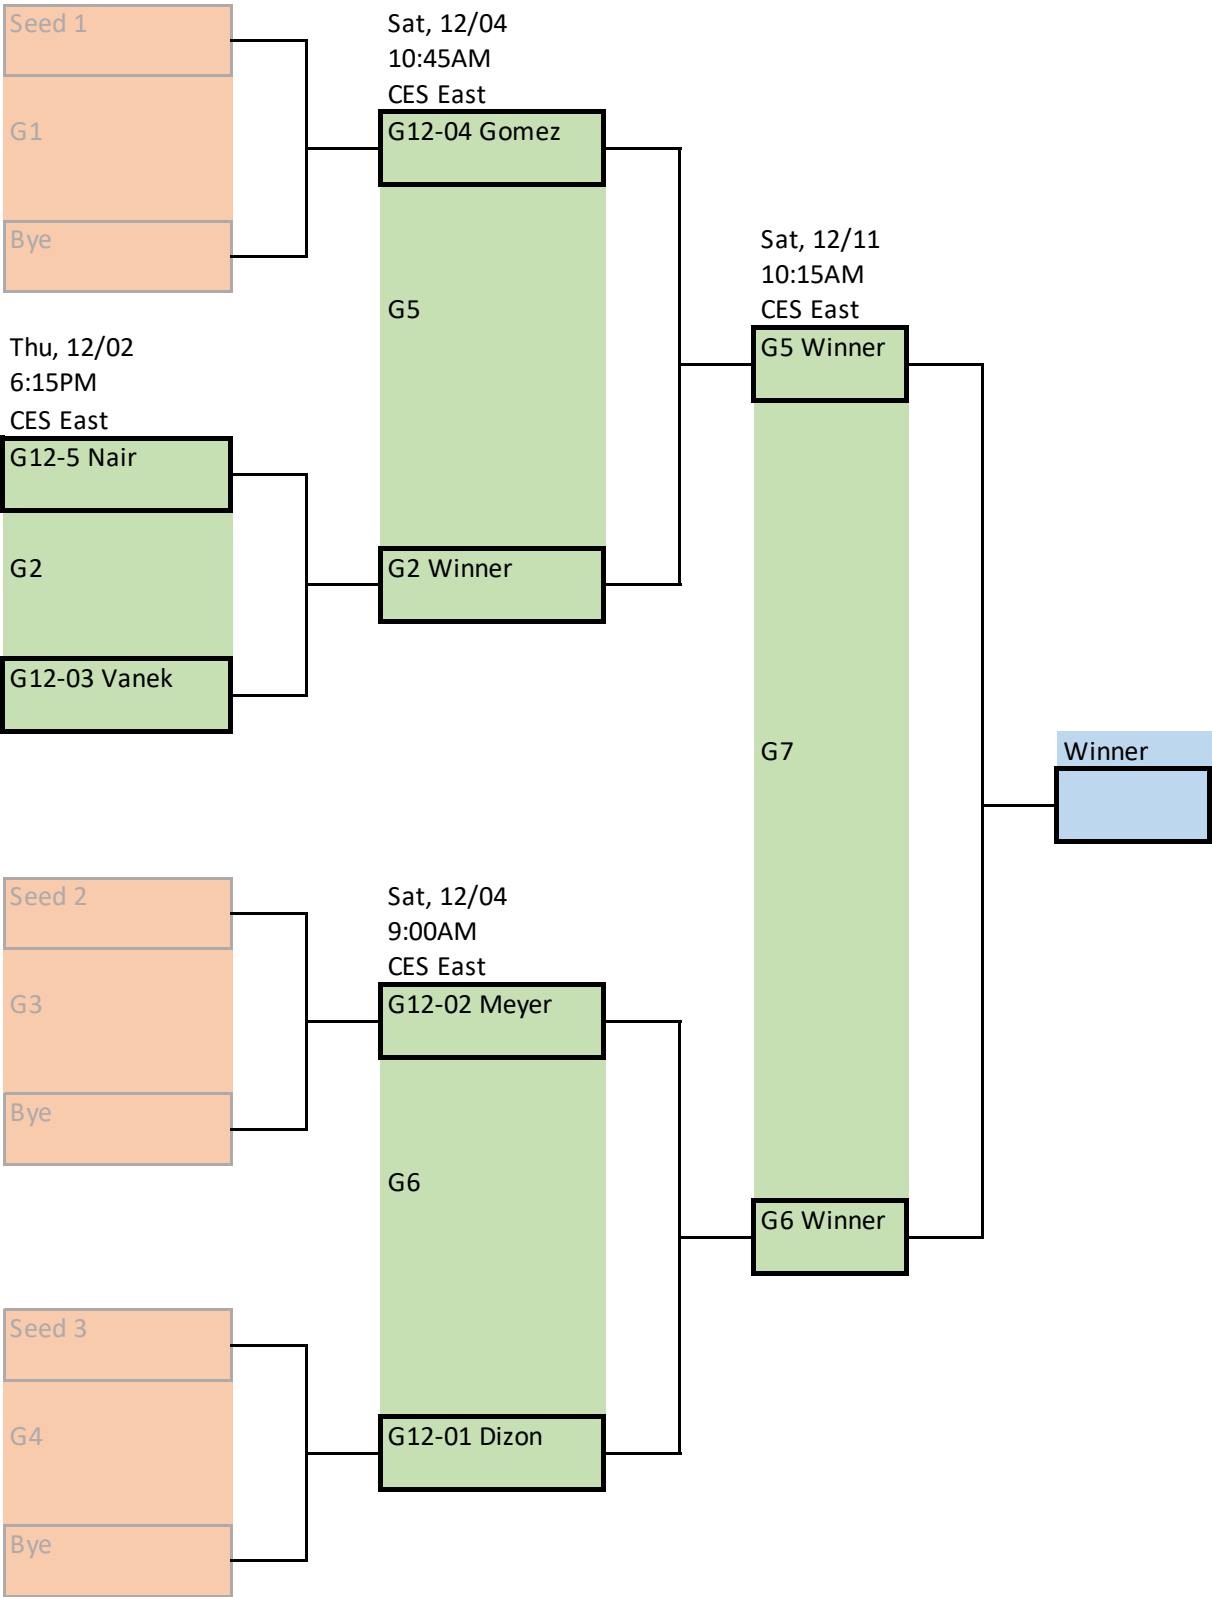 Seed 1
G1
Bye
Thu, 12/02
6:15PM
CES East
G12-5 Nair
G2
G12-03 Vanek
Seed 2
G3
Bye
Seed 3
G4
Bye
Sat, 12/04
10:45AM
CES East
G12-04 Gomez
G5
G2 Winner
Sat, 12/04
9:00AM
CES East
G12-02 Meyer
G6
G12-01 Dizon
Sat, 12/11
10:15AM
CES East
G5 Winner
G7
G6 Winner
Winner